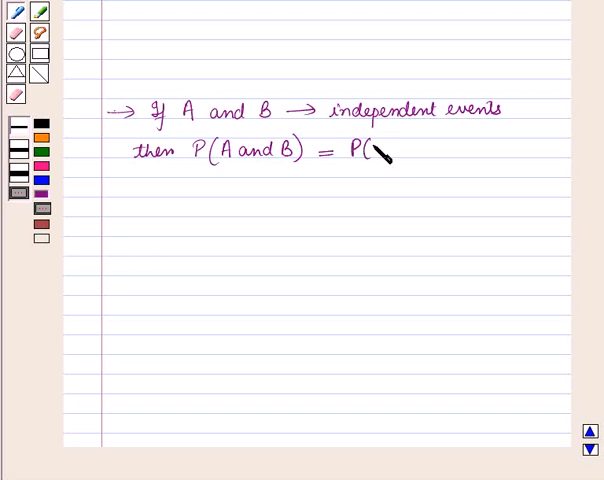 → If A and B → independent events
then P(A and B) = P(